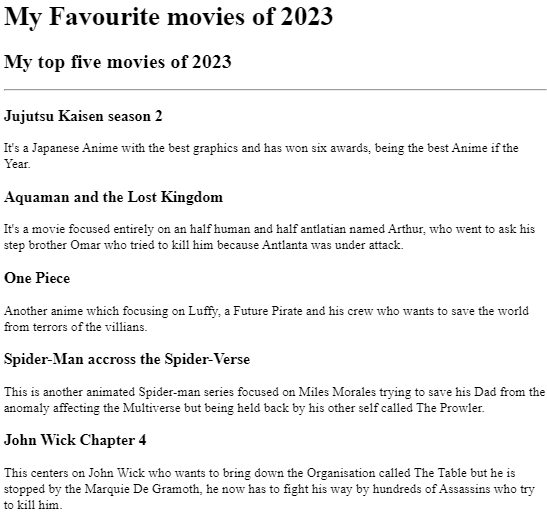 My Favourite movies of 2023
My top five movies of 2023
Jujutsu Kaisen season 2
It's a Japanese Anime with the best graphics and has won six awards, being the best Anime if the
Year.
Aquaman and the Lost Kingdom
It's a movie focused entirely on an half human and half antlatian named Arthur, who went to ask his
step brother Omar who tried to kill him because Antlanta was under attack.
One Piece
Another anime which focusing on Luffy, a Future Pirate and his crew who wants to save the world
from terrors of the villians.
Spider-Man accross the Spider-Verse
This is another animated Spider-man series focused on Miles Morales trying to save his Dad from the
anomaly affecting the Multiverse but being held back by his other self called The Prowler.
John Wick Chapter 4
This centers on John Wick who wants to bring down the Organisation called The Table but he is
stopped by the Marquie De Gramoth, he now has to fight his way by hundreds of Assassins who try
to kill him.